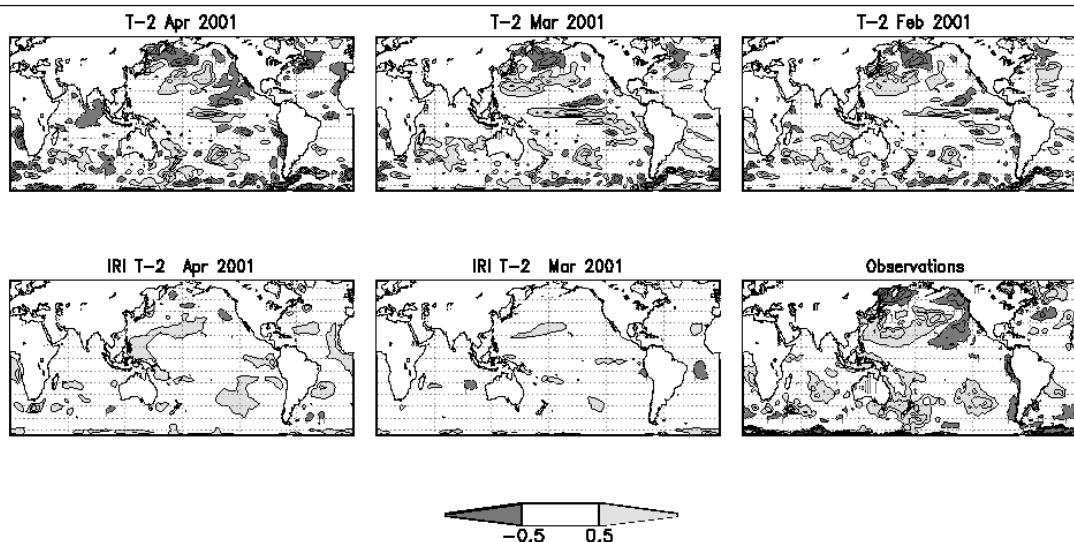 T-2 Apr 2001
T-2 Mar 2001
T-2 Feb 2001
IRI T-2 Apr 2001
IRI T-2 Mar 2001
Observations
-0.5 0.5